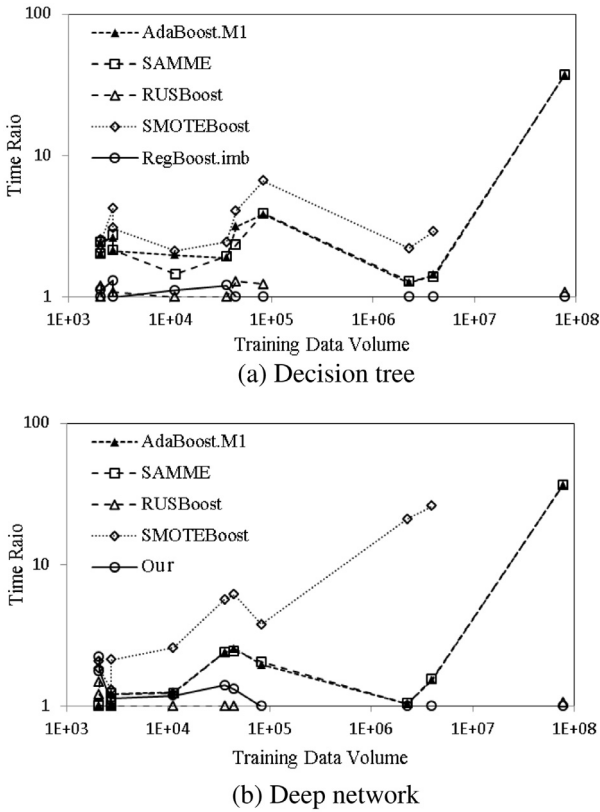 100
10
1
Time Raio
AdaBoost.M1
SAMME
RUSBoost
SMOTEBoost
RegBoost.imb
1E+03 1E+04 1E+05 1E+06 1E+07 1E+08
Training Data Volume
(a) Decision tree
100
10
1
Time Raio
AdaBoost.M1
SAMME
RUSBoost
SMOTEBoost
Our
1E+03 1E+04 1E+05 1E+06 1E+07 1E+08
Training Data Volume
(b) Deep network